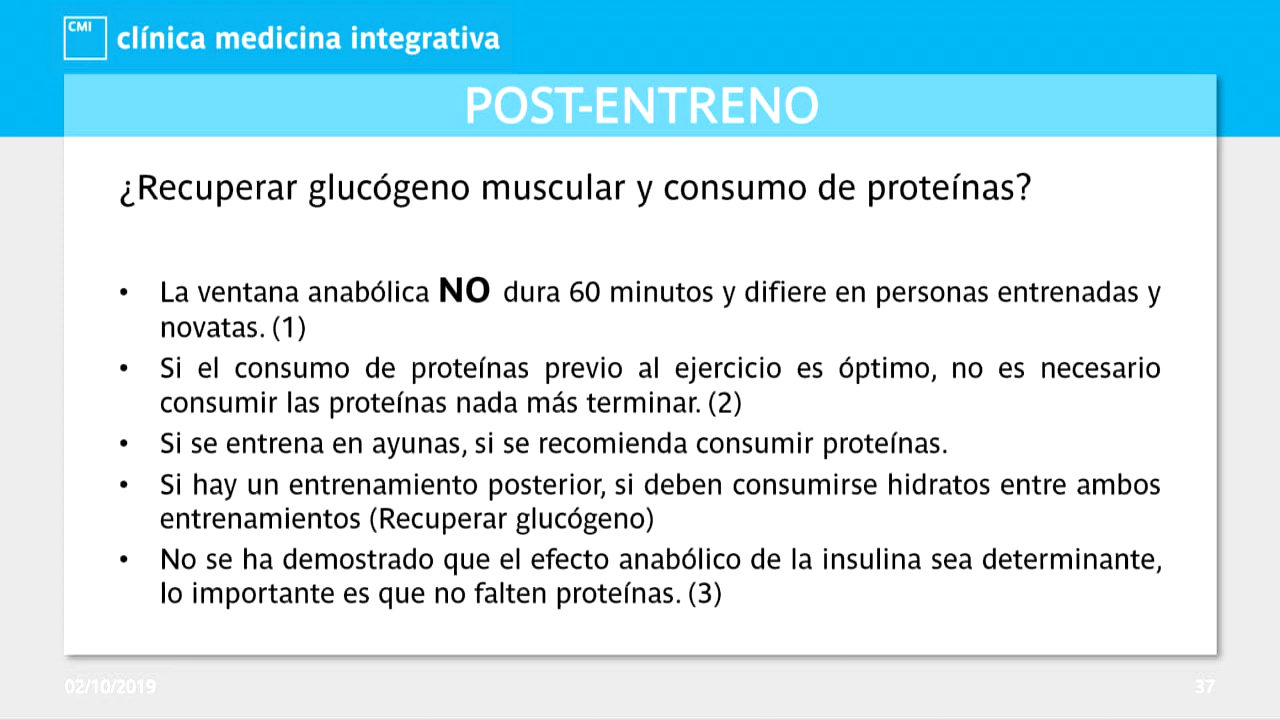 CMI
clínica medicina integrativa
POST-ENTRENO
¿Recuperar glucógeno muscular y consumo de proteínas?
• La ventana anabólica NO dura 60 minutos y difiere en personas entrenadas y
novatas. (1)
• Si el consumo de proteínas previo al ejercicio es óptimo, no es necesario
consumir las proteínas nada más terminar. (2)
• Si se entrena en ayunas, si se recomienda consumir proteínas.
• Si hay un entrenamiento posterior, si deben consumirse hidratos entre ambos
entrenamientos (Recuperar glucógeno)
• No se ha demostrado que el efecto anabólico de la insulina sea determinante,
lo importante es que no falten proteínas. (3)
02/10/2019
37